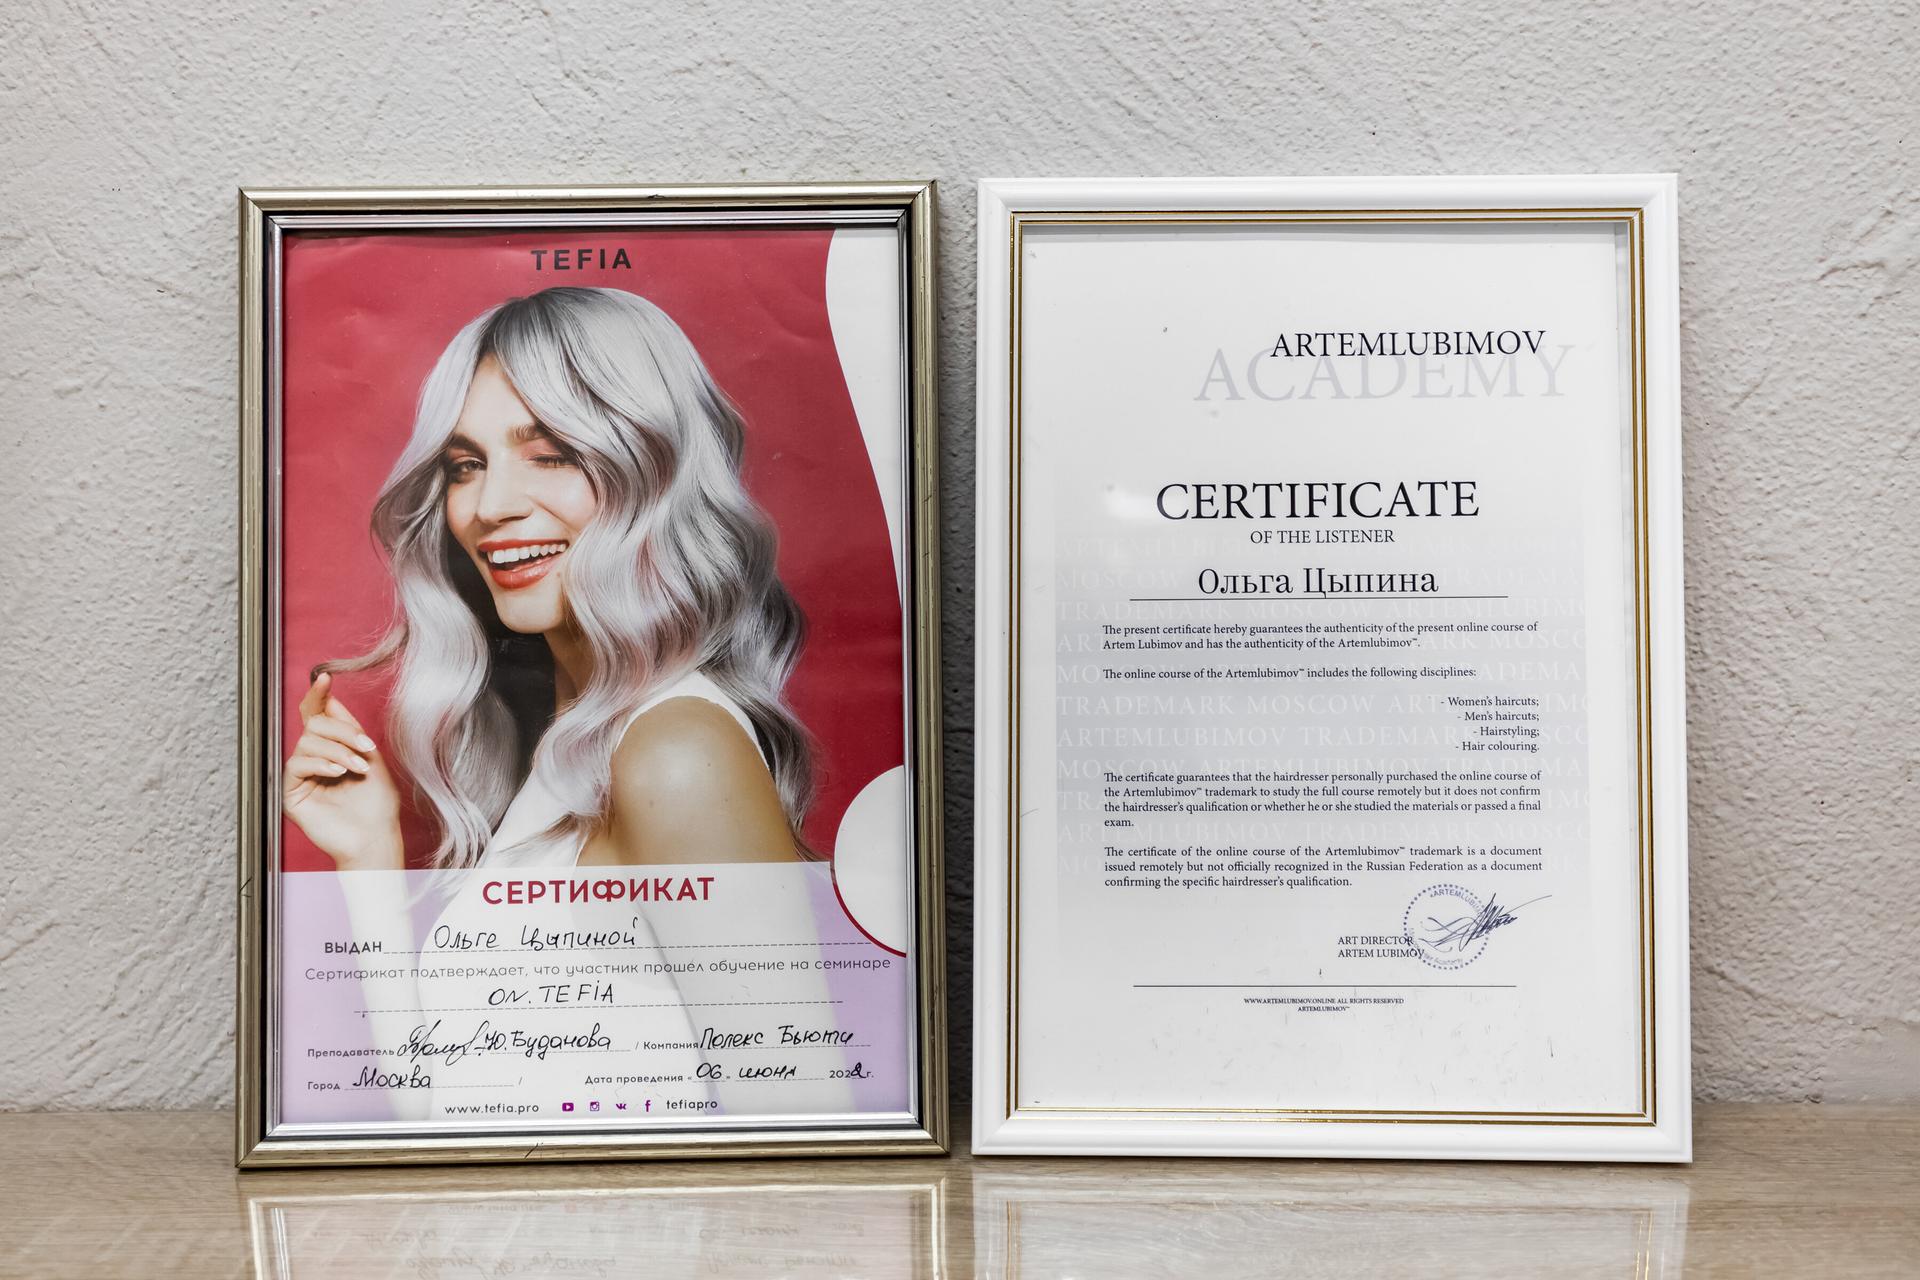 TEFIA
СЕРТИФИКАТ
ВЫДАН Ольге Цыпиной
Сертификат подтверждает, что участник прошел обучение на семинаре
ON.TEFiA
Преподаватель Ю.Буданова / Компания Полекс Бьюти
Город Москва / Дата проведения «06» июня 2022г.
www.tefia.pro tefiapro
ARTEMLUBIMOV
ACADEMY
CERTIFICATE
OF THE LISTENER
Ольга Цыпина
The present certificate hereby guarantees the authenticity of the present online course of
Artem Lubimov and has the authenticity of the Artemlubimov™.
The online course of the Artemlubimov™ includes the following disciplines:
- Women's haircuts;
- Men's haircuts;
- Hairstyling;
- Hair colouring.
The certificate guarantees that the hairdresser personally purchased the online course of
the Artemlubimov™ trademark to study the full course remotely but it does not confirm
the hairdresser's qualification or whether he or she studied the materials or passed a final
exam.
The certificate of the online course of the Artemlubimov™ trademark is a document
issued remotely but not officially recognized in the Russian Federation as a document
confirming the specific hairdresser's qualification.
ART DIRECTOR
ARTEM LUBIMOV
WWW.ARTEMLUBIMOV.ONLINE ALL RIGHTS RESERVED
ARTEMLUBIMOV™